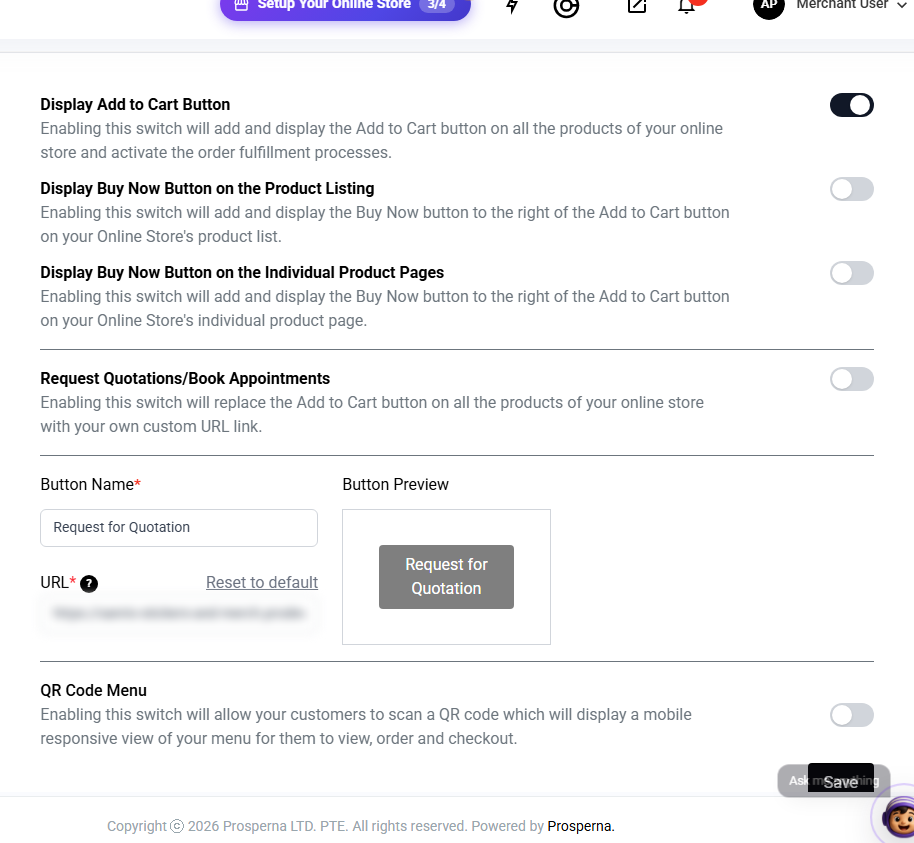 Setup Your Online Store 3/4
AP Merchant User
Display Add to Cart Button
Enabling this switch will add and display the Add to Cart button on all the products of your online
store and activate the order fulfillment processes.
Display Buy Now Button on the Product Listing
Enabling this switch will add and display the Buy Now button to the right of the Add to Cart button
on your Online Store's product list.
Display Buy Now Button on the Individual Product Pages
Enabling this switch will add and display the Buy Now button to the right of the Add to Cart button
on your Online Store's individual product page.
Request Quotations/Book Appointments
Enabling this switch will replace the Add to Cart button on all the products of your online store
with your own custom URL link.
Button Name*
Button Preview
Request for Quotation
Request for
Quotation
URL* ? Reset to default
QR Code Menu
Enabling this switch will allow your customers to scan a QR code which will display a mobile
responsive view of your menu for them to view, order and checkout.
Ask me anything
Save
Copyright © 2026 Prosperna LTD. PTE. All rights reserved. Powered by Prosperna.